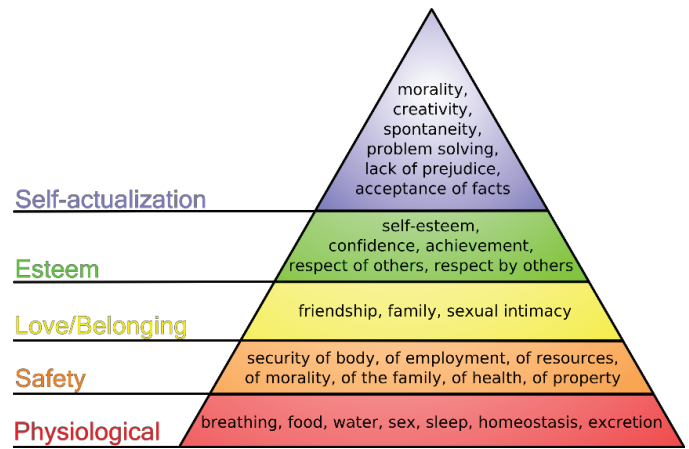 morality,
creativity,
spontaneity,
problem solving,
lack of prejudice,
acceptance of facts
Self-actualization
self-esteem,
confidence, achievement,
respect of others, respect by others
Esteem
friendship, family, sexual intimacy
Love/Belonging
security of body, of employment, of resources,
of morality, of the family, of health, of property
Safety
breathing, food, water, sex, sleep, homeostasis, excretion
Physiological